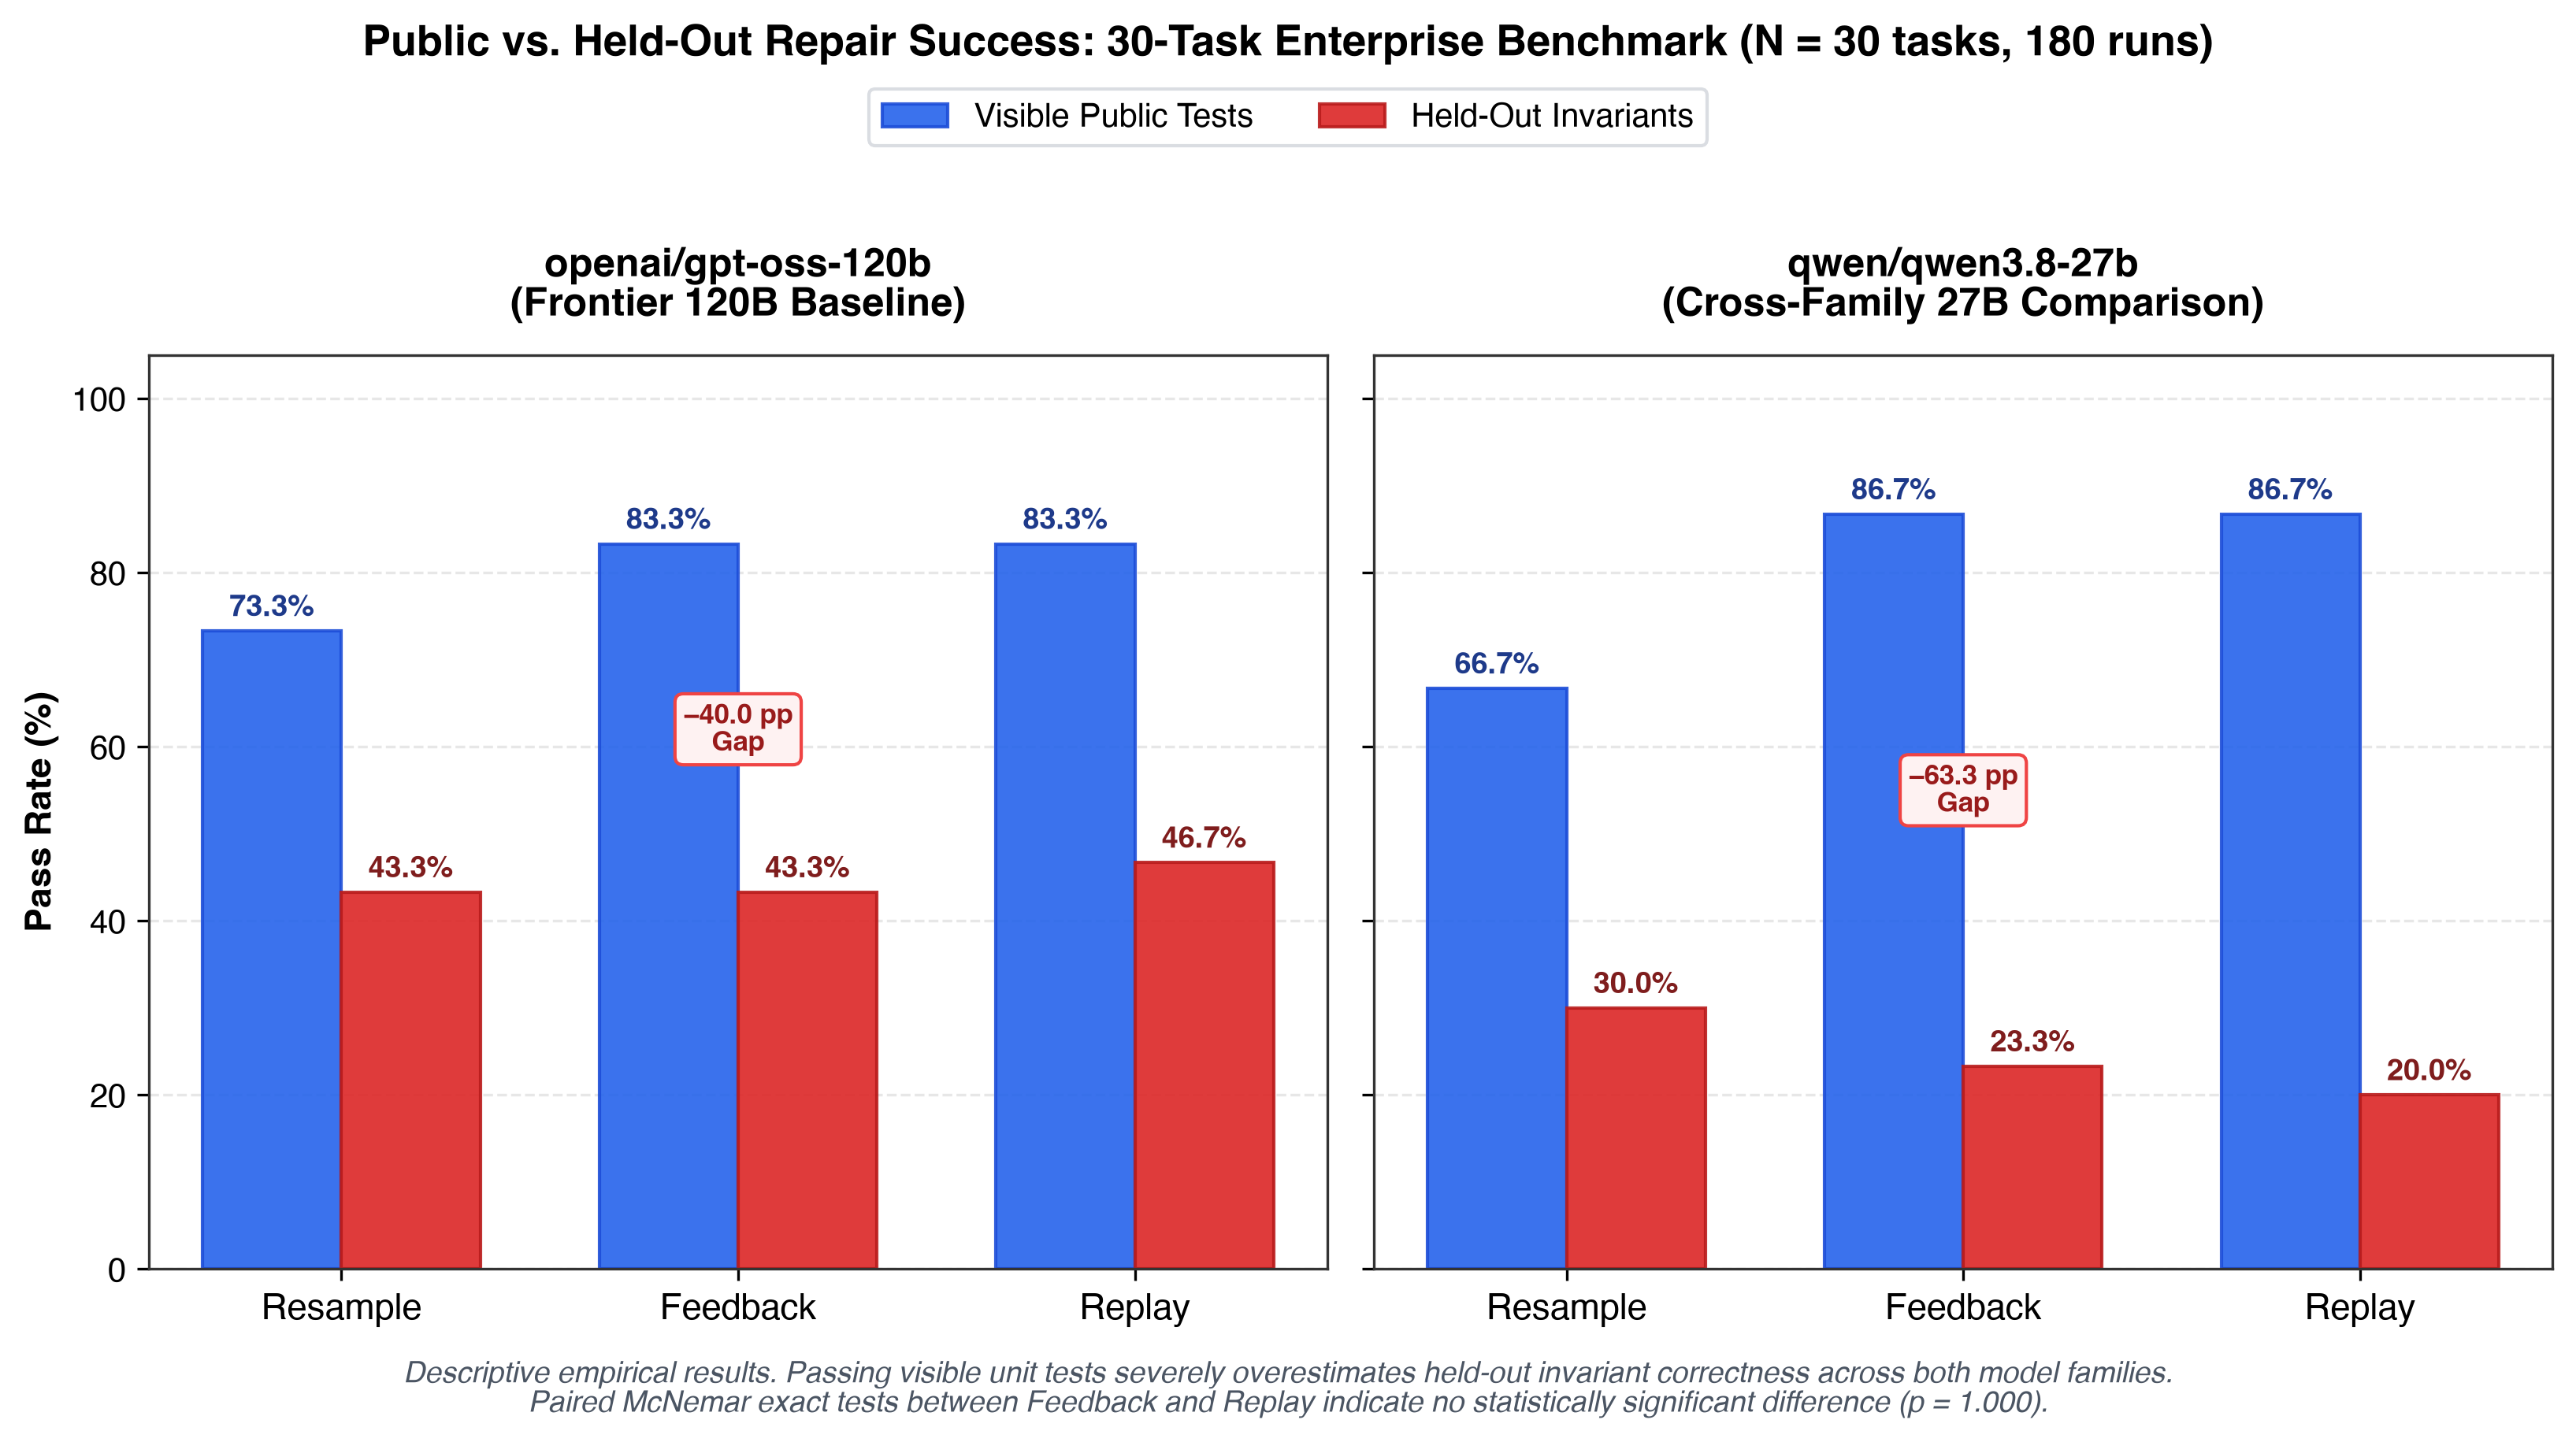 Public vs. Held-Out Repair Success: 30-Task Enterprise Benchmark (N = 30 tasks, 180 runs)
Visible Public Tests
Held-Out Invariants
openai/gpt-oss-120b
(Frontier 120B Baseline)
Pass Rate (%)
100
80
60
40
20
0
73.3%
43.3%
83.3%
–40.0 pp
Gap
43.3%
83.3%
46.7%
Resample
Feedback
Replay
qwen/qwen3.8-27b
(Cross-Family 27B Comparison)
66.7%
30.0%
86.7%
–63.3 pp
Gap
23.3%
86.7%
20.0%
Resample
Feedback
Replay
Descriptive empirical results. Passing visible unit tests severely overestimates held-out invariant correctness across both model families.
Paired McNemar exact tests between Feedback and Replay indicate no statistically significant difference (p = 1.000).